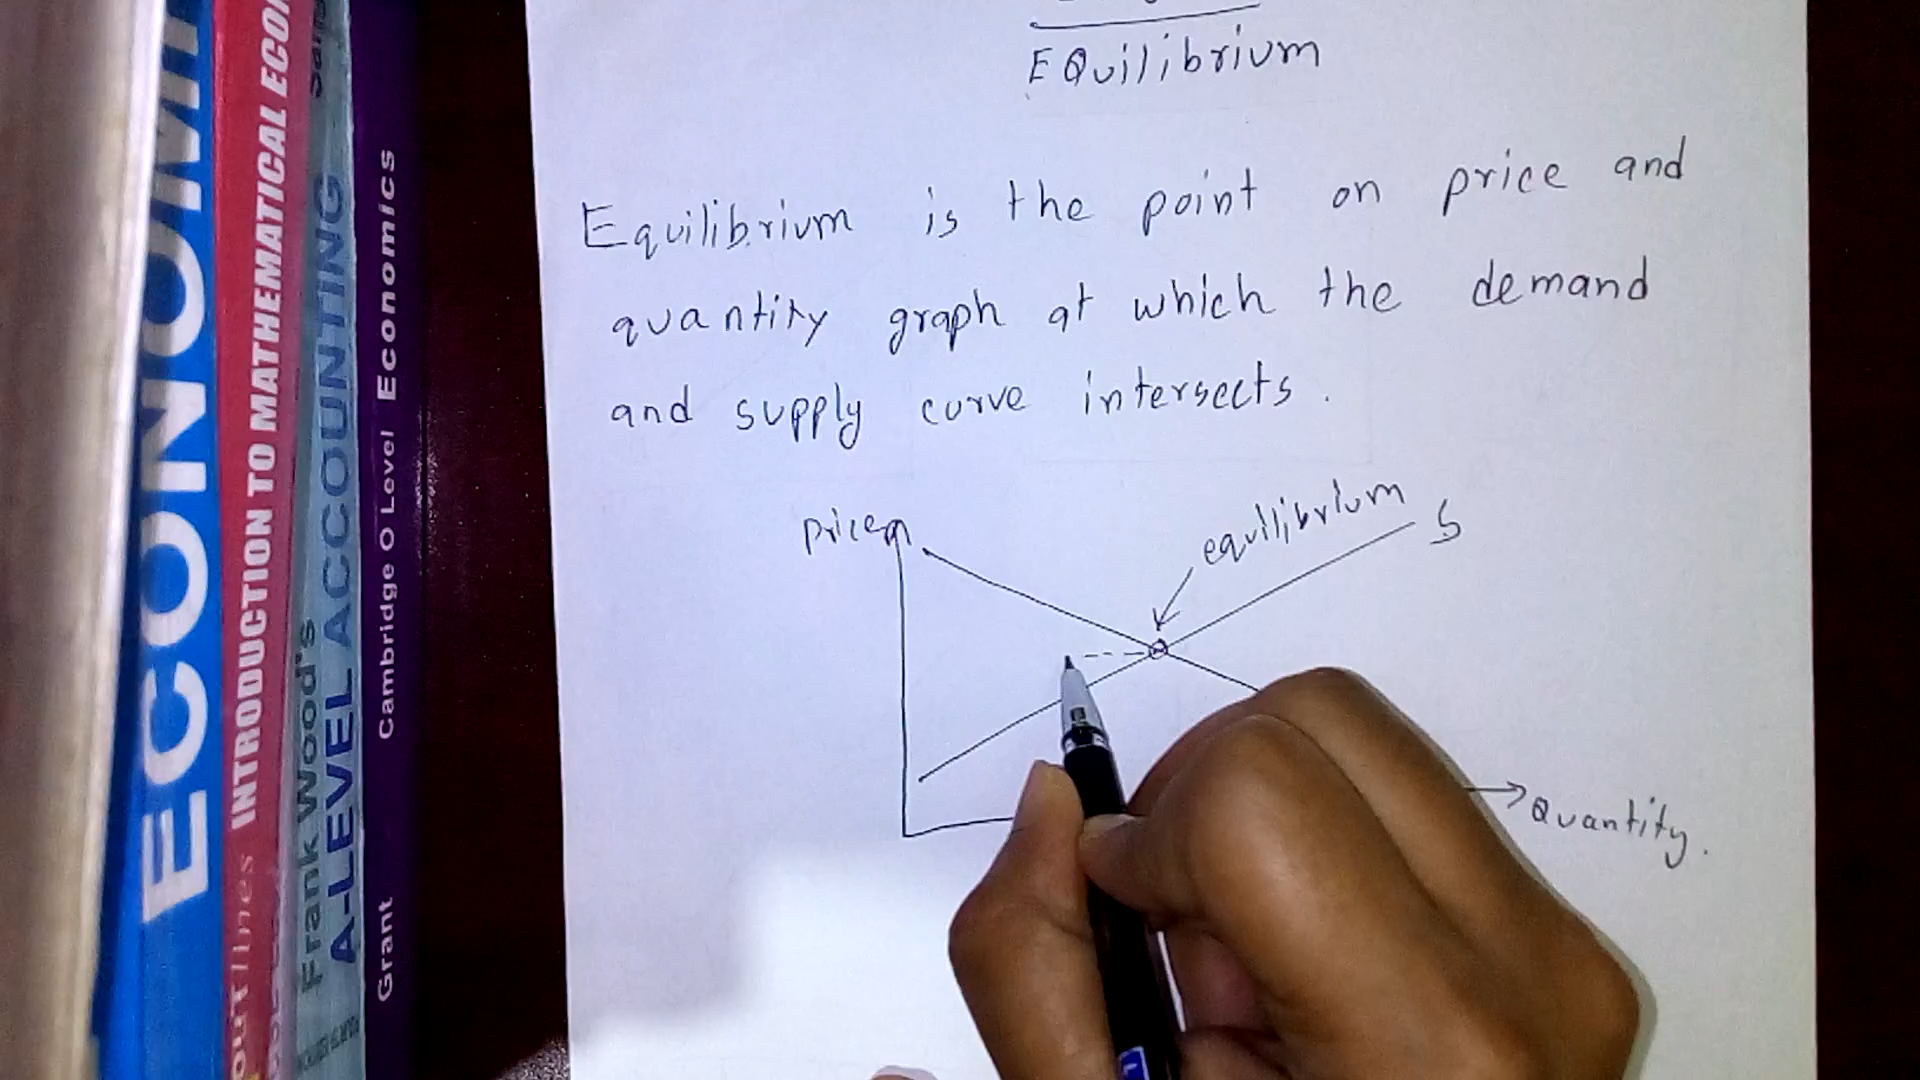 EQuilibrium
Equilibrium is the point on price and
quantity graph at which the demand
and supply curve intersects.
Price
equilibrium
S
Quantity.
ECONOMI
INTRODUCTION TO MATHEMATICAL ECO
outlines
Frank Wood's
A-LEVEL ACCOUNTING
Grant Cambridge O Level Economics